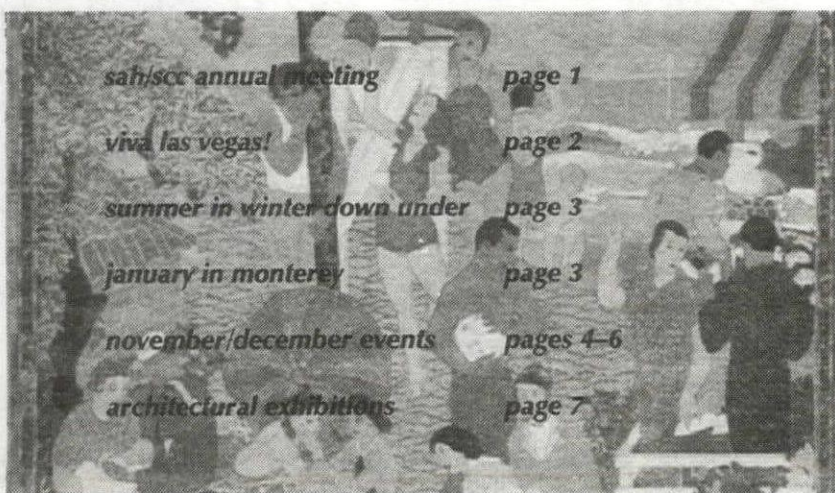 sah/scc annual meeting page 1
viva las vegas! page 2
summer in winter down under page 3
january in monterey page 3
november/december events pages 4–6
architectural exhibitions page 7